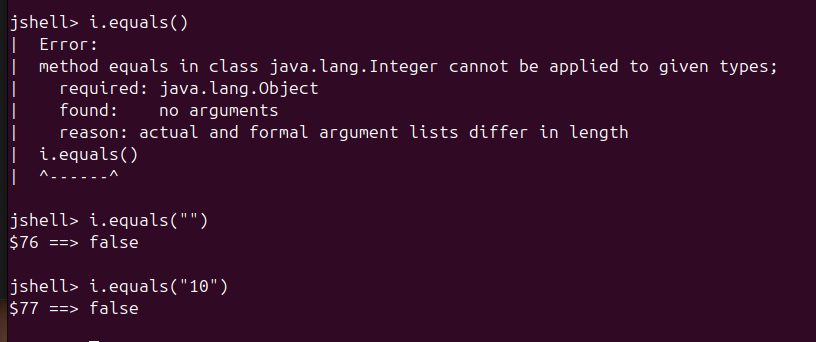 jshell> i.equals()
|  Error:
|  method equals in class java.lang.Integer cannot be applied to given types;
|    required: java.lang.Object
|    found:    no arguments
|    reason: actual and formal argument lists differ in length
|  i.equals()
|  ^------^
jshell> i.equals("")
$76 ==> false
jshell> i.equals("10")
$77 ==> false